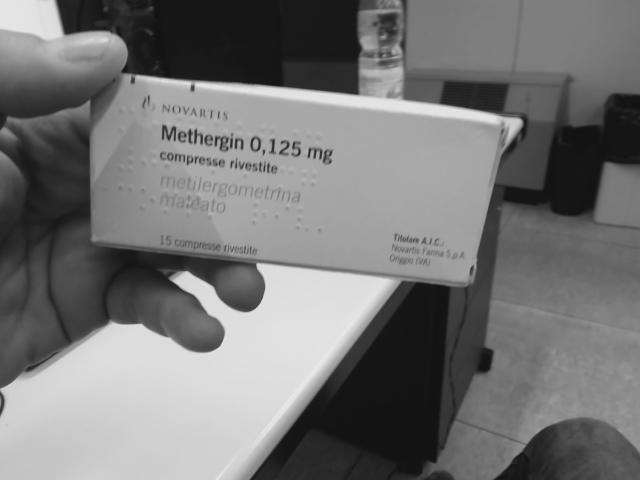 NOVARTIS
Methergin 0,125 mg
compresse rivestite
metilergometrina
maleato
15 compresse rivestite
Titolare A.I.C.:
Novartis Farma S.p.A.
Origgio (VA)